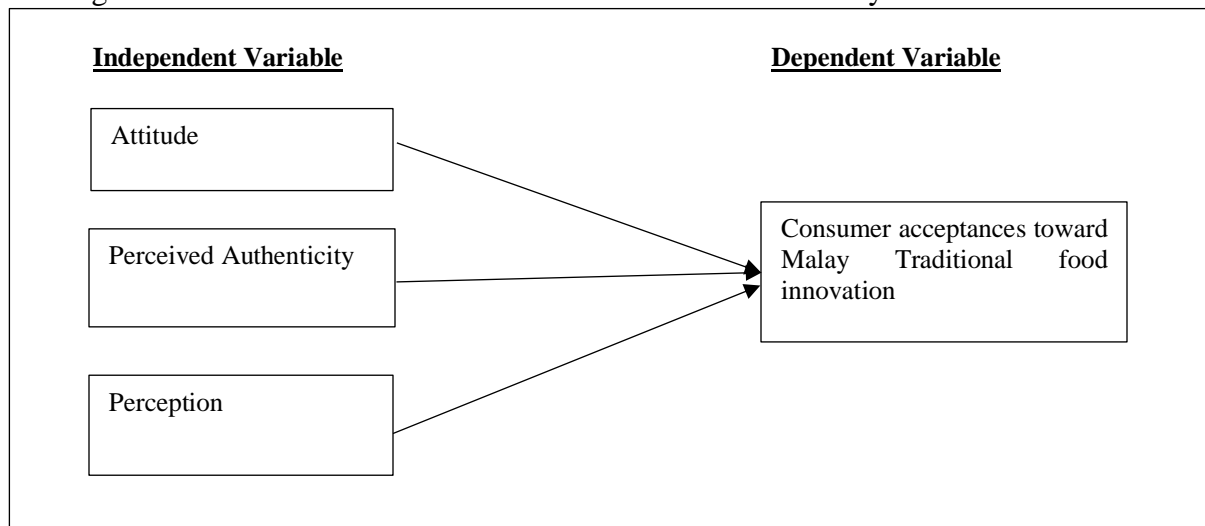 Independent Variable
Dependent Variable
Attitude
Perceived Authenticity
Perception
Consumer acceptances toward
Malay Traditional food
innovation